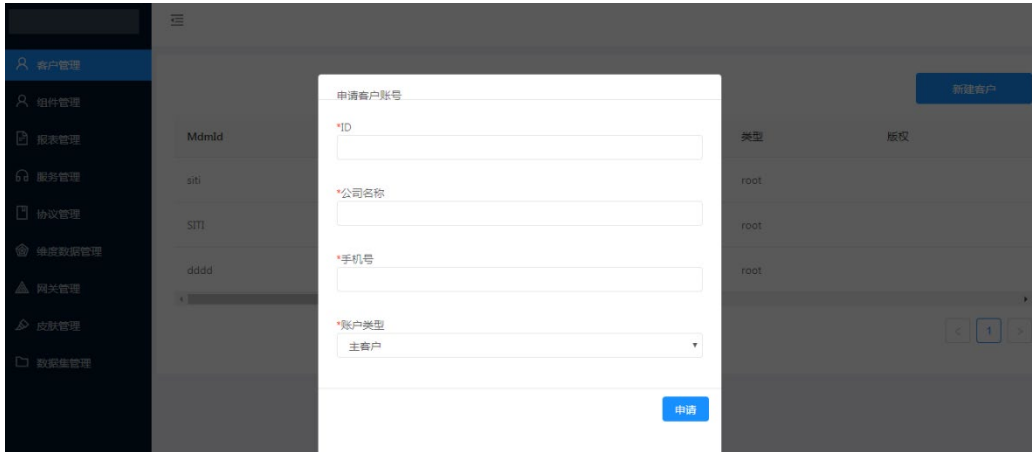 客户管理
组件管理
报表管理
服务管理
协议管理
维度数据管理
网关管理
皮肤管理
数据集管理
新建客户
MdmId 类型 版权
siti root
SITI root
dddd root
< 1 >
申请客户账号
*ID
*公司名称
*手机号
*账户类型
主客户
申请